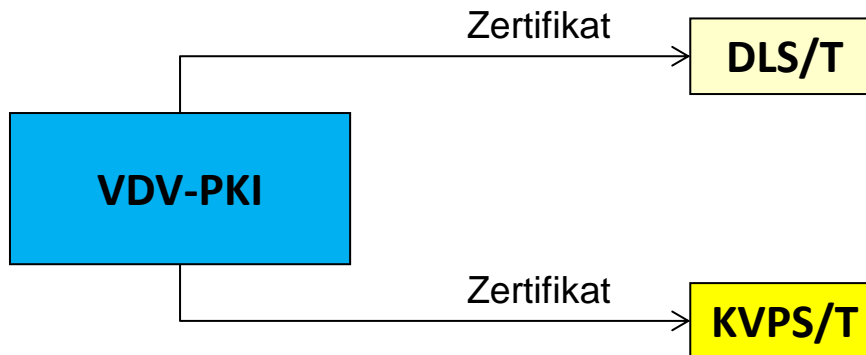 Zertifikat
DLS/T
VDV-PKI
Zertifikat
KVPS/T